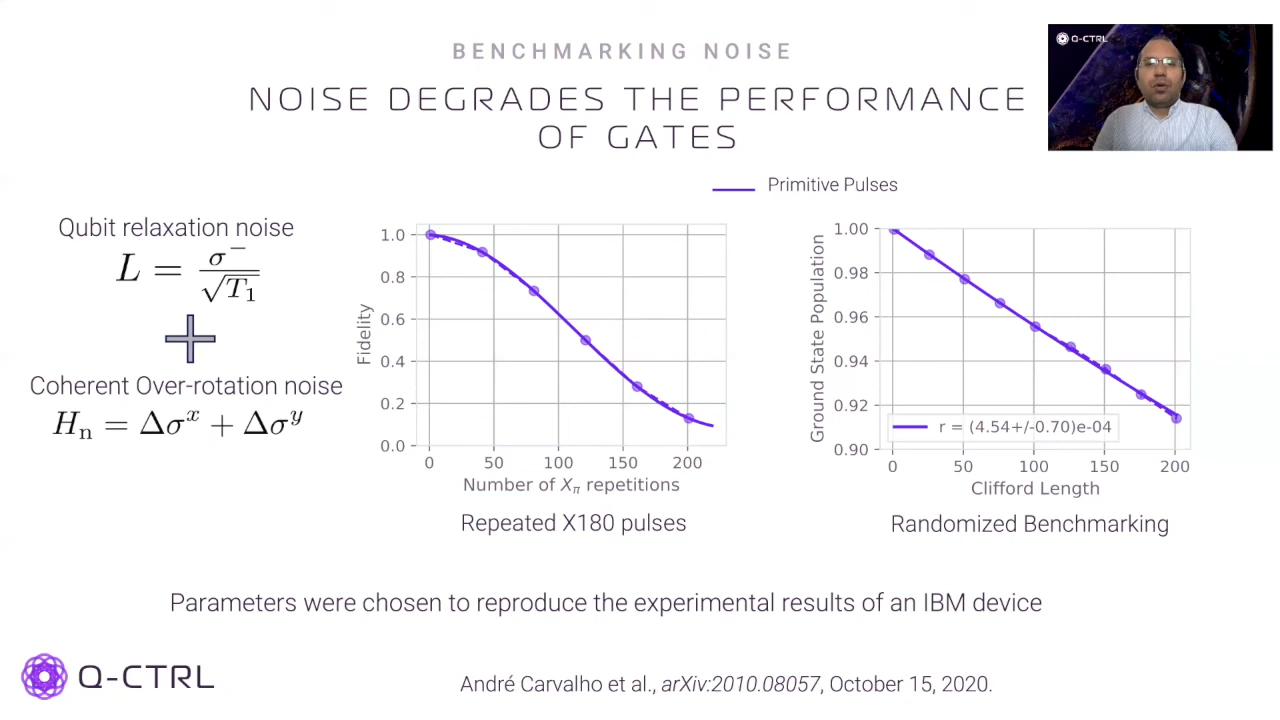 BENCHMARKING NOISE
NOISE DEGRADES THE PERFORMANCE
OF GATES
Q-CTRL
Primitive Pulses
Qubit relaxation noise
L = σ⁻/√T₁
+
Coherent Over-rotation noise
Hₙ = Δσˣ + Δσʸ
Fidelity
1.0
0.8
0.6
0.4
0.2
0.0
0 50 100 150 200
Number of Xπ repetitions
Repeated X180 pulses
Ground State Population
1.00
0.98
0.96
0.94
0.92
0.90
r = (4.54+/-0.70)e-04
0 50 100 150 200
Clifford Length
Randomized Benchmarking
Parameters were chosen to reproduce the experimental results of an IBM device
Q-CTRL
André Carvalho et al., arXiv:2010.08057, October 15, 2020.